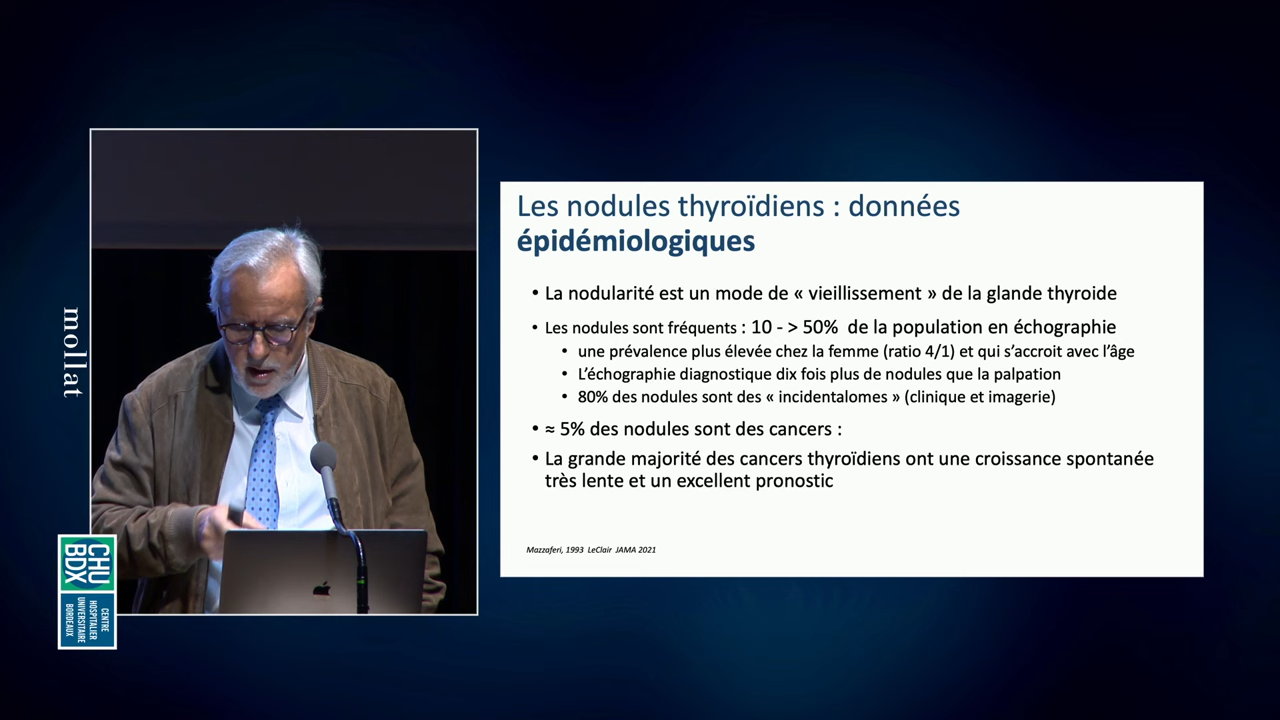 mollat
CHU
BDX
CENTRE
HOSPITALIER
UNIVERSITAIRE
BORDEAUX
Les nodules thyroïdiens : données
épidémiologiques
• La nodularité est un mode de « vieillissement » de la glande thyroide
• Les nodules sont fréquents : 10 - > 50% de la population en échographie
• une prévalence plus élevée chez la femme (ratio 4/1) et qui s’accroit avec l’âge
• L’échographie diagnostique dix fois plus de nodules que la palpation
• 80% des nodules sont des « incidentalomes » (clinique et imagerie)
• ≈ 5% des nodules sont des cancers :
• La grande majorité des cancers thyroïdiens ont une croissance spontanée
très lente et un excellent pronostic
Mazzaferi, 1993 LeClair JAMA 2021